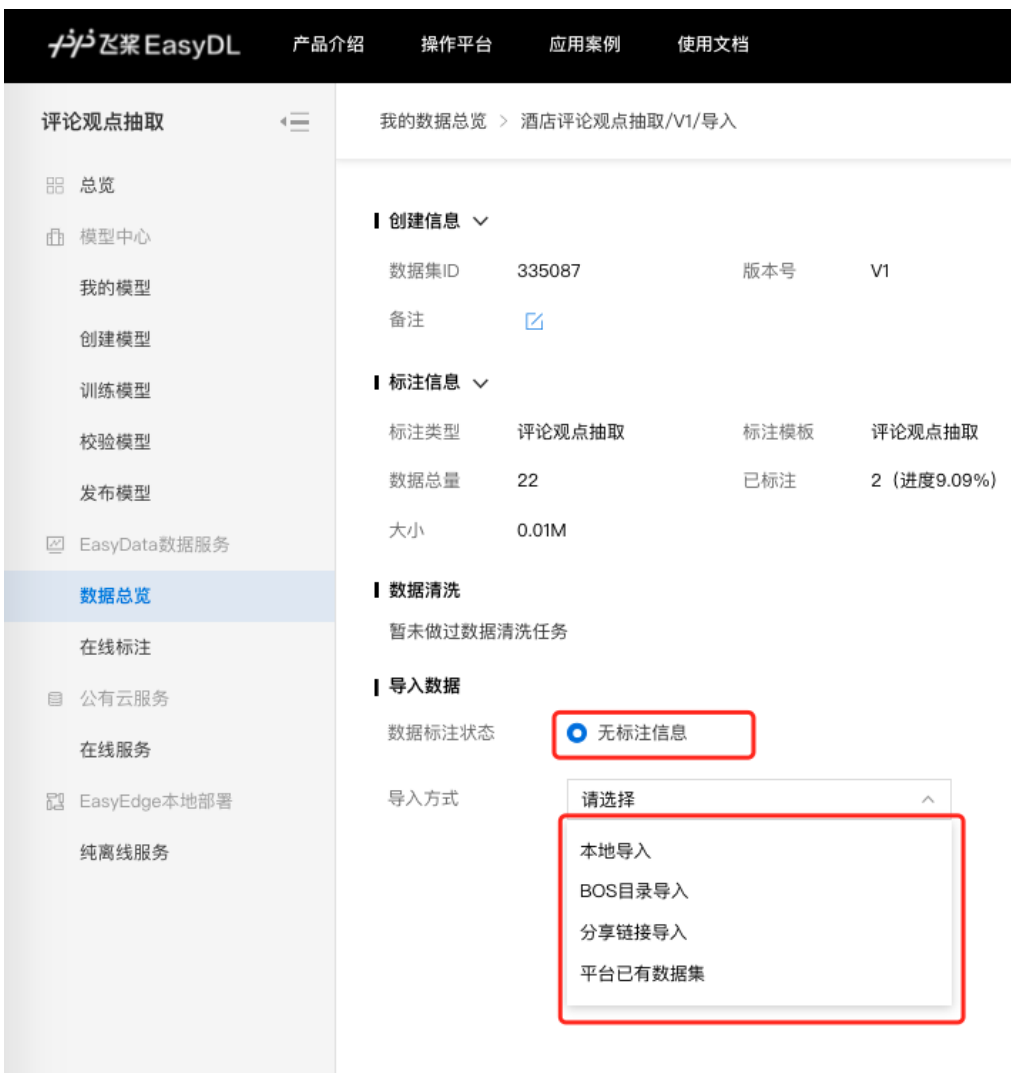 飞桨EasyDL 产品介绍 操作平台 应用案例 使用文档
评论观点抽取
总览
模型中心
我的模型
创建模型
训练模型
校验模型
发布模型
EasyData数据服务
数据总览
在线标注
公有云服务
在线服务
EasyEdge本地部署
纯离线服务
我的数据总览 > 酒店评论观点抽取/V1/导入
创建信息
数据集ID 335087 版本号 V1
备注
标注信息
标注类型 评论观点抽取 标注模板 评论观点抽取
数据总量 22 已标注 2（进度9.09%）
大小 0.01M
数据清洗
暂未做过数据清洗任务
导入数据
数据标注状态 无标注信息
导入方式 请选择
本地导入
BOS目录导入
分享链接导入
平台已有数据集